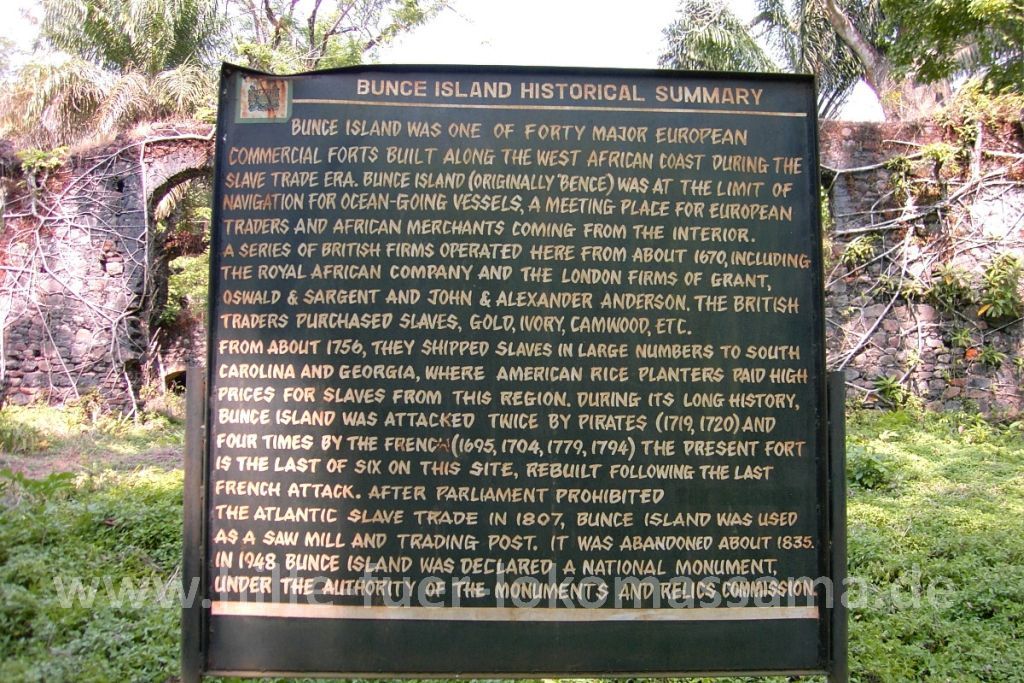 BUNCE ISLAND HISTORICAL SUMMARY
BUNCE ISLAND WAS ONE OF FORTY MAJOR EUROPEAN
COMMERCIAL FORTS BUILT ALONG THE WEST AFRICAN COAST DURING THE
SLAVE TRADE ERA. BUNCE ISLAND (ORIGINALLY "BENCE) WAS AT THE LIMIT OF
NAVIGATION FOR OCEAN-GOING VESSELS, A MEETING PLACE FOR EUROPEAN
TRADERS AND AFRICAN MERCHANTS COMING FROM THE INTERIOR.
A SERIES OF BRITISH FIRMS OPERATED HERE FROM ABOUT 1670, INCLUDING
THE ROYAL AFRICAN COMPANY AND THE LONDON FIRMS OF GRANT,
OSWALD & SARGENT AND JOHN & ALEXANDER ANDERSON. THE BRITISH
TRADERS PURCHASED SLAVES, GOLD, IVORY, CAMWOOD, ETC.
FROM ABOUT 1756, THEY SHIPPED SLAVES IN LARGE NUMBERS TO SOUTH
CAROLINA AND GEORGIA, WHERE AMERICAN RICE PLANTERS PAID HIGH
PRICES FOR SLAVES FROM THIS REGION. DURING ITS LONG HISTORY,
BUNCE ISLAND WAS ATTACKED TWICE BY PIRATES (1719, 1720) AND
FOUR TIMES BY THE FRENCH (1695, 1704, 1779, 1794) THE PRESENT FORT
IS THE LAST OF SIX ON THIS SITE, REBUILT FOLLOWING THE LAST
FRENCH ATTACK. AFTER PARLIAMENT PROHIBITED
THE ATLANTIC SLAVE TRADE IN 1807, BUNCE ISLAND WAS USED
AS A SAW MILL AND TRADING POST. IT WAS ABANDONED ABOUT 1835.
IN 1948 BUNCE ISLAND WAS DECLARED A NATIONAL MONUMENT,
UNDER THE AUTHORITY OF THE MONUMENTS AND RELICS COMMISSION.
www.hilfe-fuer-lokomassama.de